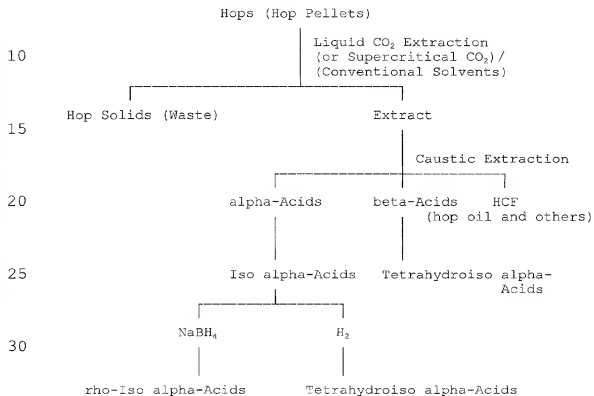 Hops (Hop Pellets)
Liquid CO₂ Extraction
10
(or Supercritical CO₂)/
(Conventional Solvents)
Hop Solids (Waste)
Extract
15
Caustic Extraction
20
alpha-Acids
beta-Acids
HCF
(hop oil and others)
25
Iso alpha-Acids
Tetrahydroiso alpha-
Acids
NaBH₄
H₂
30
rho-Iso alpha-Acids
Tetrahydroiso alpha-Acids